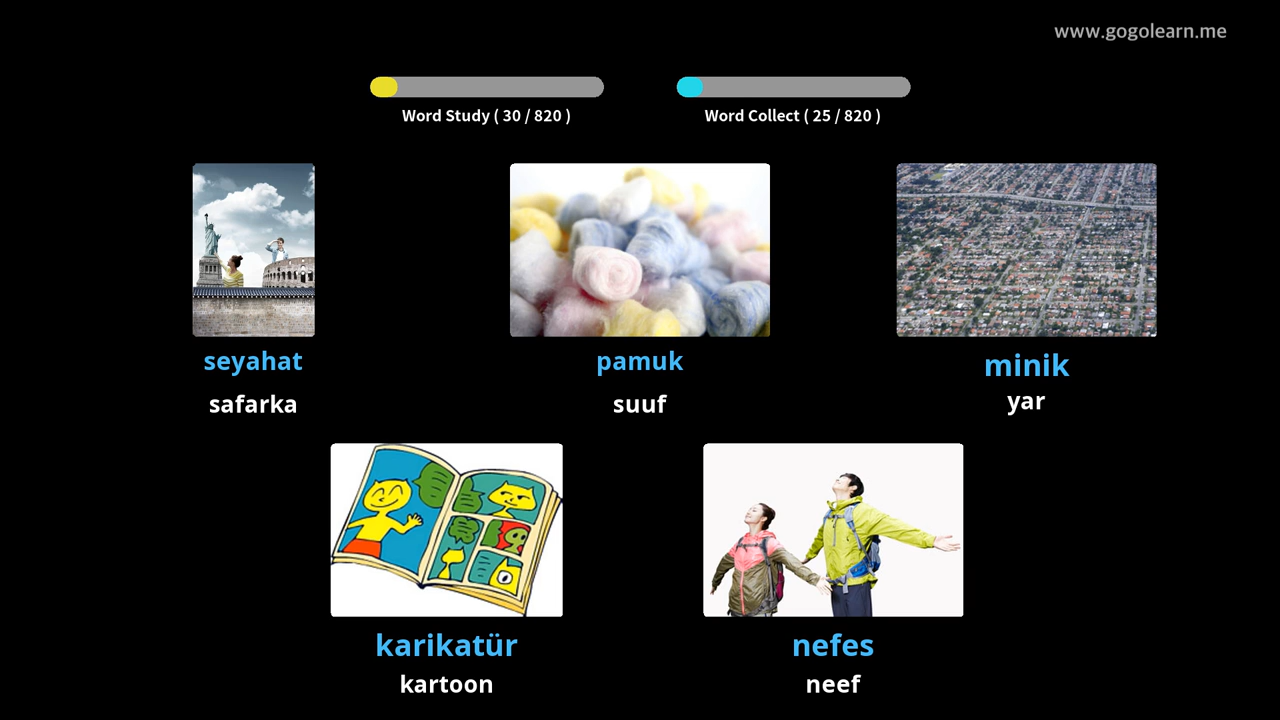 www.gogolearn.me
Word Study ( 30 / 820 )
Word Collect ( 25 / 820 )
seyahat
safarka
pamuk
suuf
minik
yar
karikatür
kartoon
nefes
neef